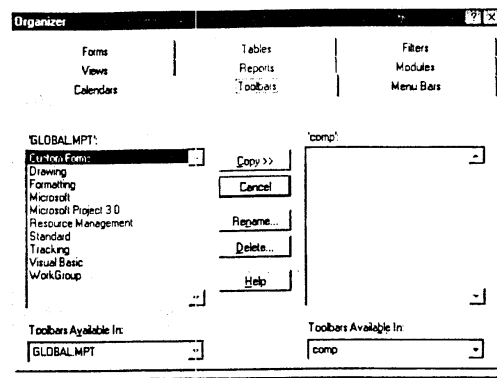 Organizer
Forms Tables Filters
Views Reports Modules
Calendars Toolbars Menu Bars
'GLOBAL.MPT': 'comp':
Custom Forms
Drawing
Formatting
Microsoft
Microsoft Project 3.0
Resource Management
Standard
Tracking
Visual Basic
WorkGroup
Copy >>
Cancel
Rename...
Delete...
Help
Toolbars Available In: Toolbars Available In:
GLOBAL.MPT comp